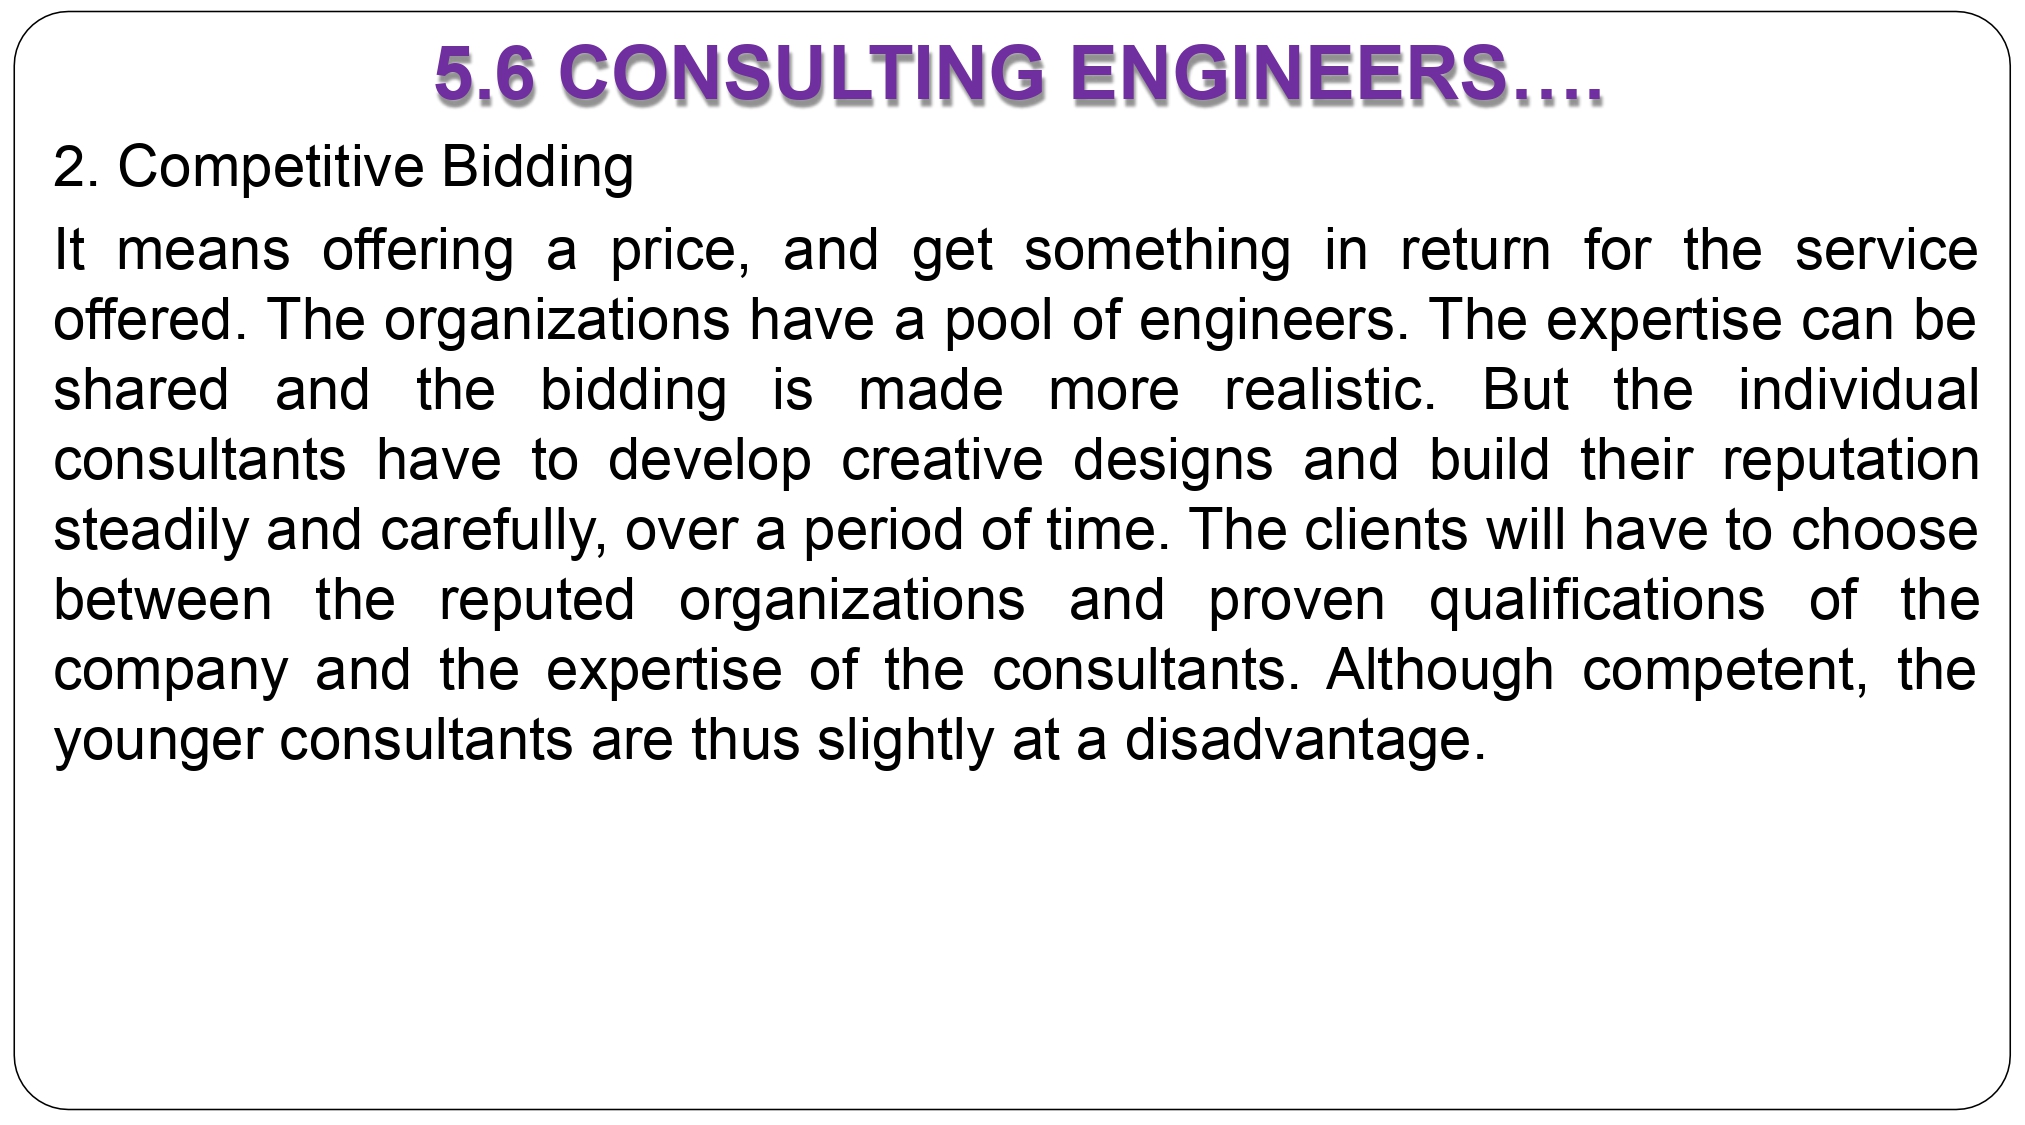 5.6 CONSULTING ENGINEERS….
2. Competitive Bidding
It means offering a price, and get something in return for the service
offered. The organizations have a pool of engineers. The expertise can be
shared and the bidding is made more realistic. But the individual
consultants have to develop creative designs and build their reputation
steadily and carefully, over a period of time. The clients will have to choose
between the reputed organizations and proven qualifications of the
company and the expertise of the consultants. Although competent, the
younger consultants are thus slightly at a disadvantage.